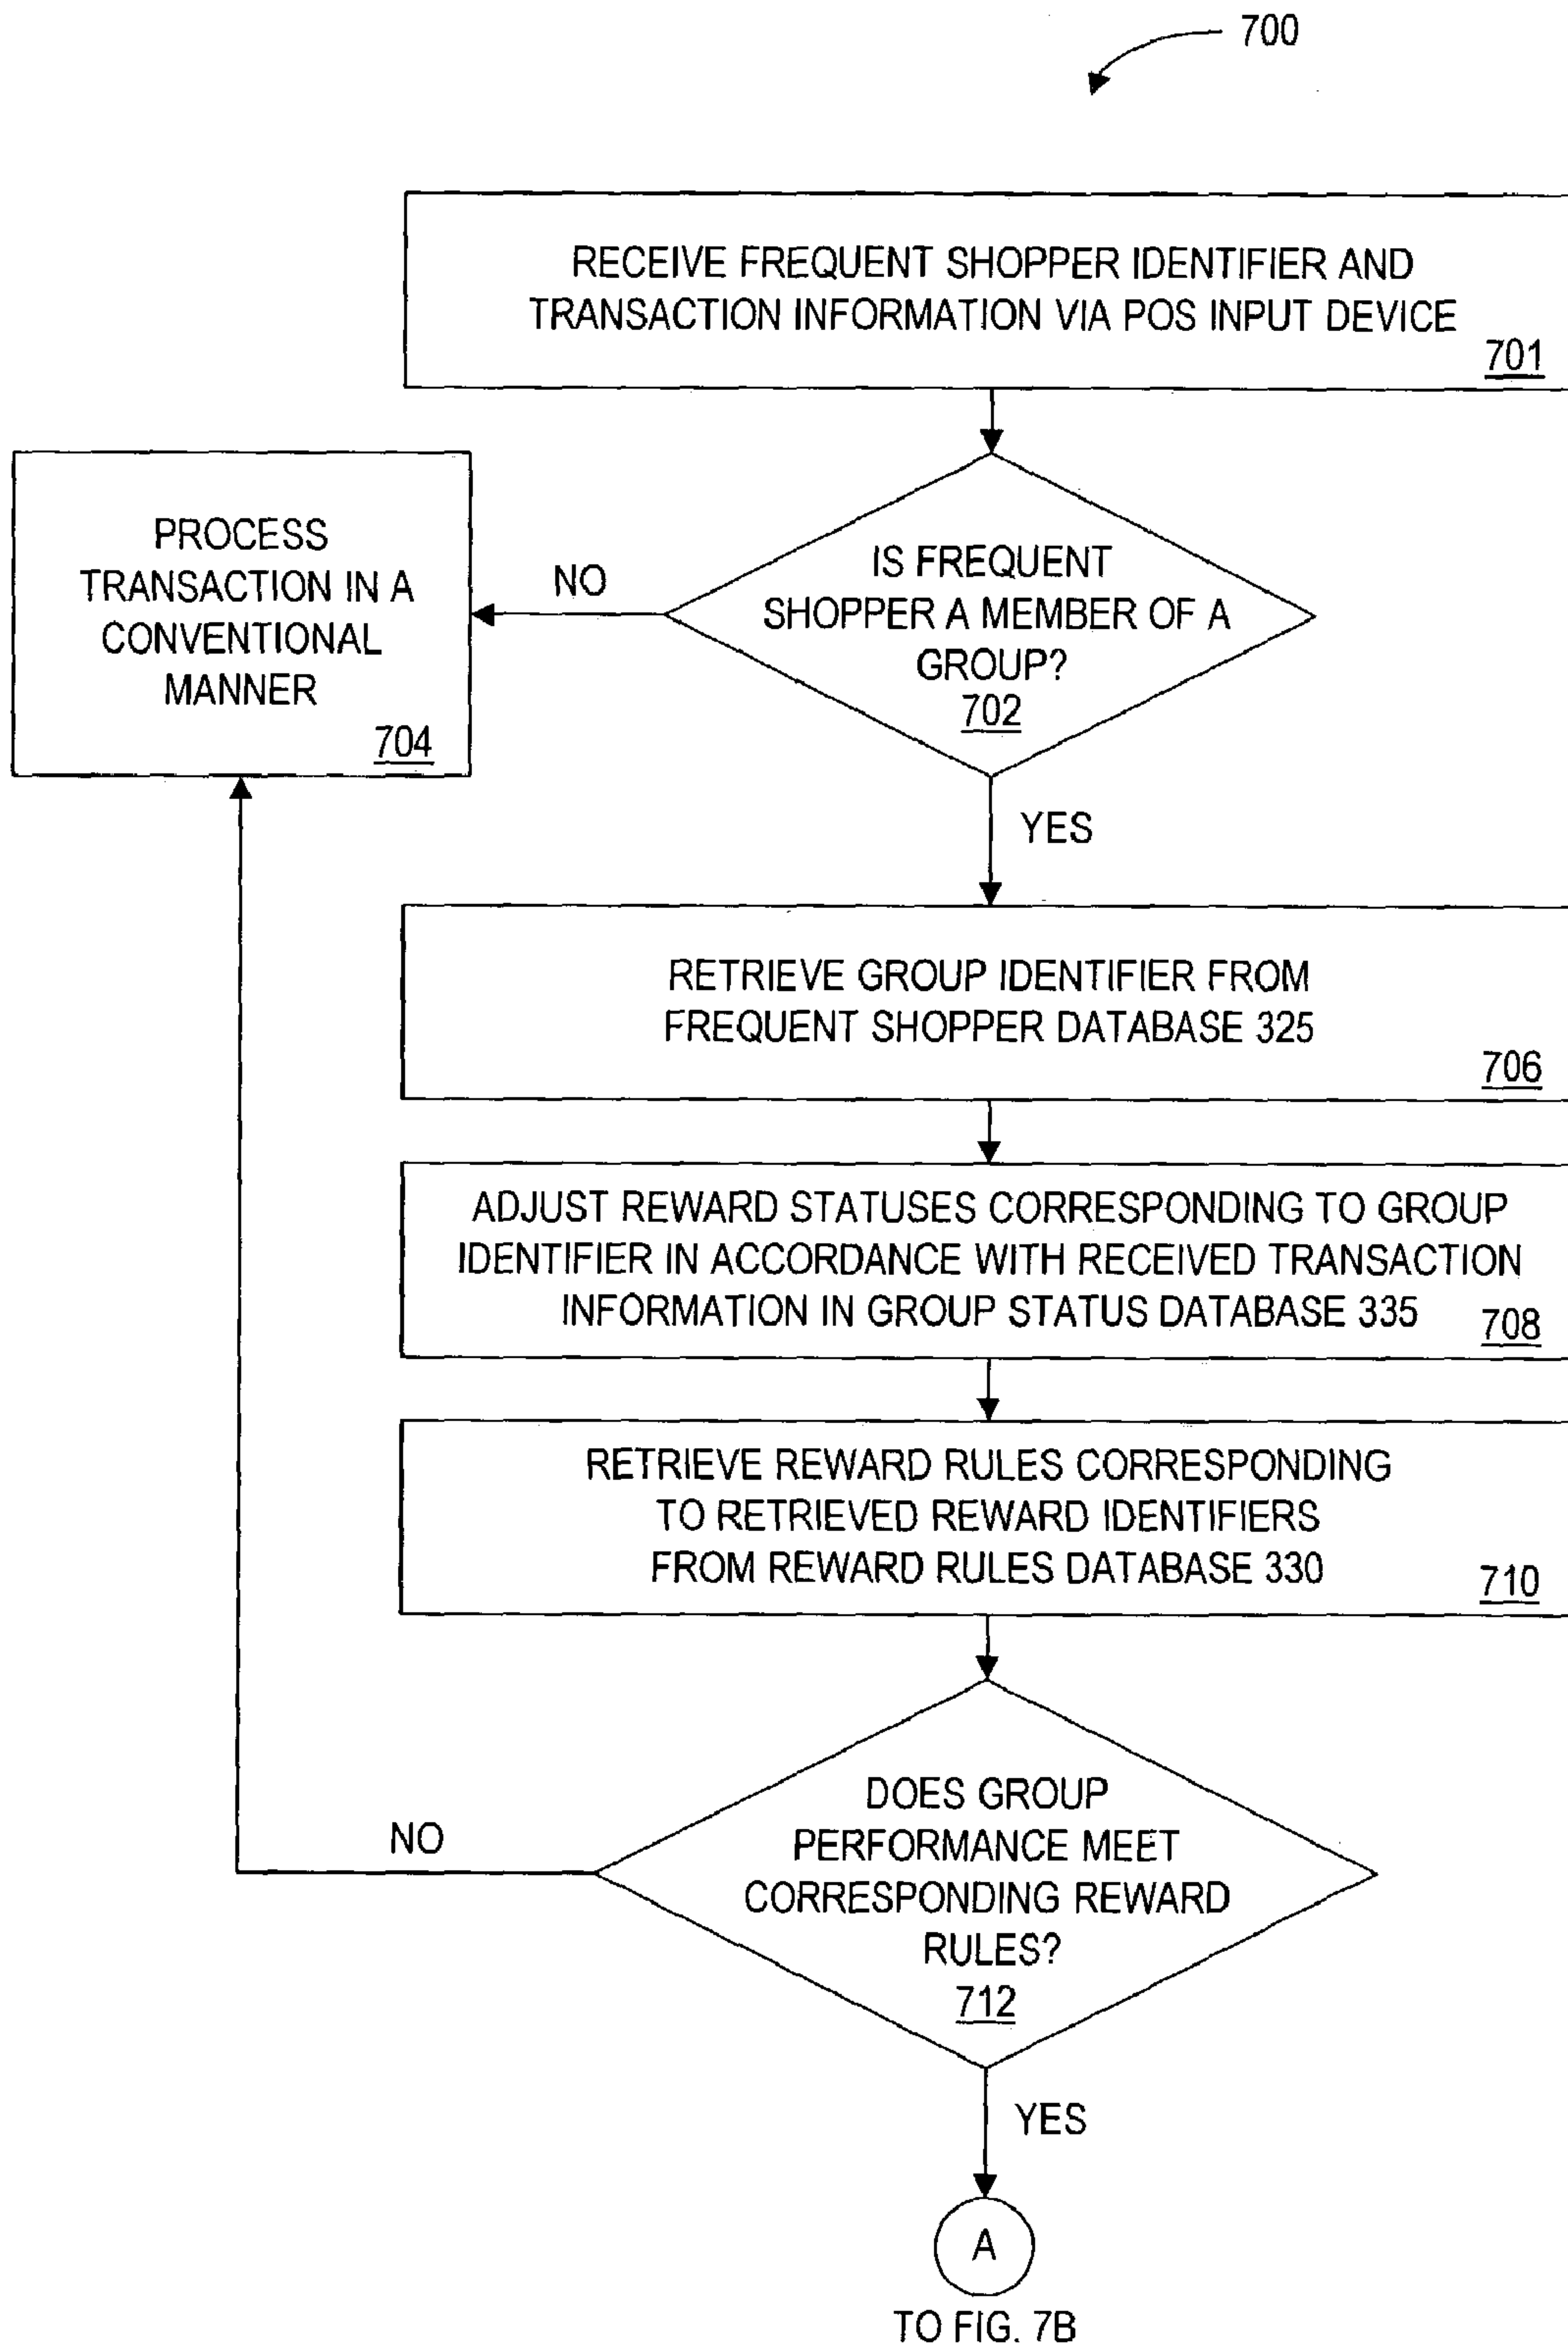 700
RECEIVE FREQUENT SHOPPER IDENTIFIER AND
TRANSACTION INFORMATION VIA POS INPUT DEVICE
701
IS FREQUENT
SHOPPER A MEMBER OF A
GROUP?
702
NO
PROCESS
TRANSACTION IN A
CONVENTIONAL
MANNER
704
YES
RETRIEVE GROUP IDENTIFIER FROM
FREQUENT SHOPPER DATABASE 325
706
ADJUST REWARD STATUSES CORRESPONDING TO GROUP
IDENTIFIER IN ACCORDANCE WITH RECEIVED TRANSACTION
INFORMATION IN GROUP STATUS DATABASE 335
708
RETRIEVE REWARD RULES CORRESPONDING
TO RETRIEVED REWARD IDENTIFIERS
FROM REWARD RULES DATABASE 330
710
DOES GROUP
PERFORMANCE MEET
CORRESPONDING REWARD
RULES?
712
NO
YES
A
TO FIG. 7B